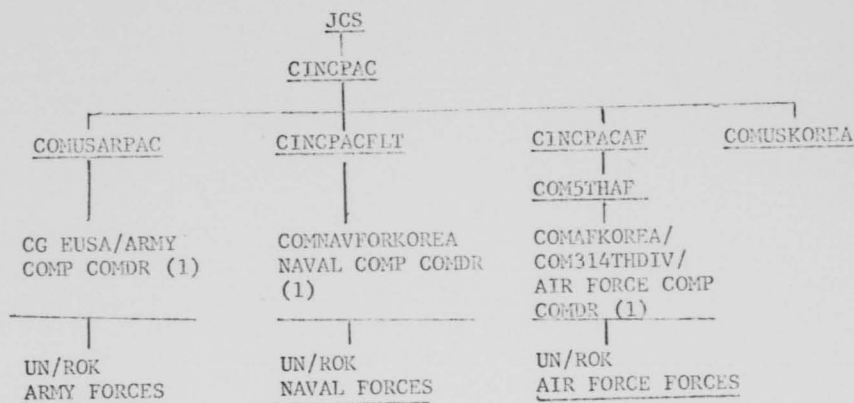 JCS
CINCPAC
COMUSARPAC
CINCPACFLT
CINCPACAF
COMUSKOREA
COM5THAF
CG EUSA/ARMY
COMP COMDR (1)
COMNAVFORKOREA
NAVAL COMP COMDR
(1)
COMAFKOREA/
COM314THDIV/
AIR FORCE COMP
COMDR (1)
UN/ROK
ARMY FORCES
UN/ROK
NAVAL FORCES
UN/ROK
AIR FORCE FORCES